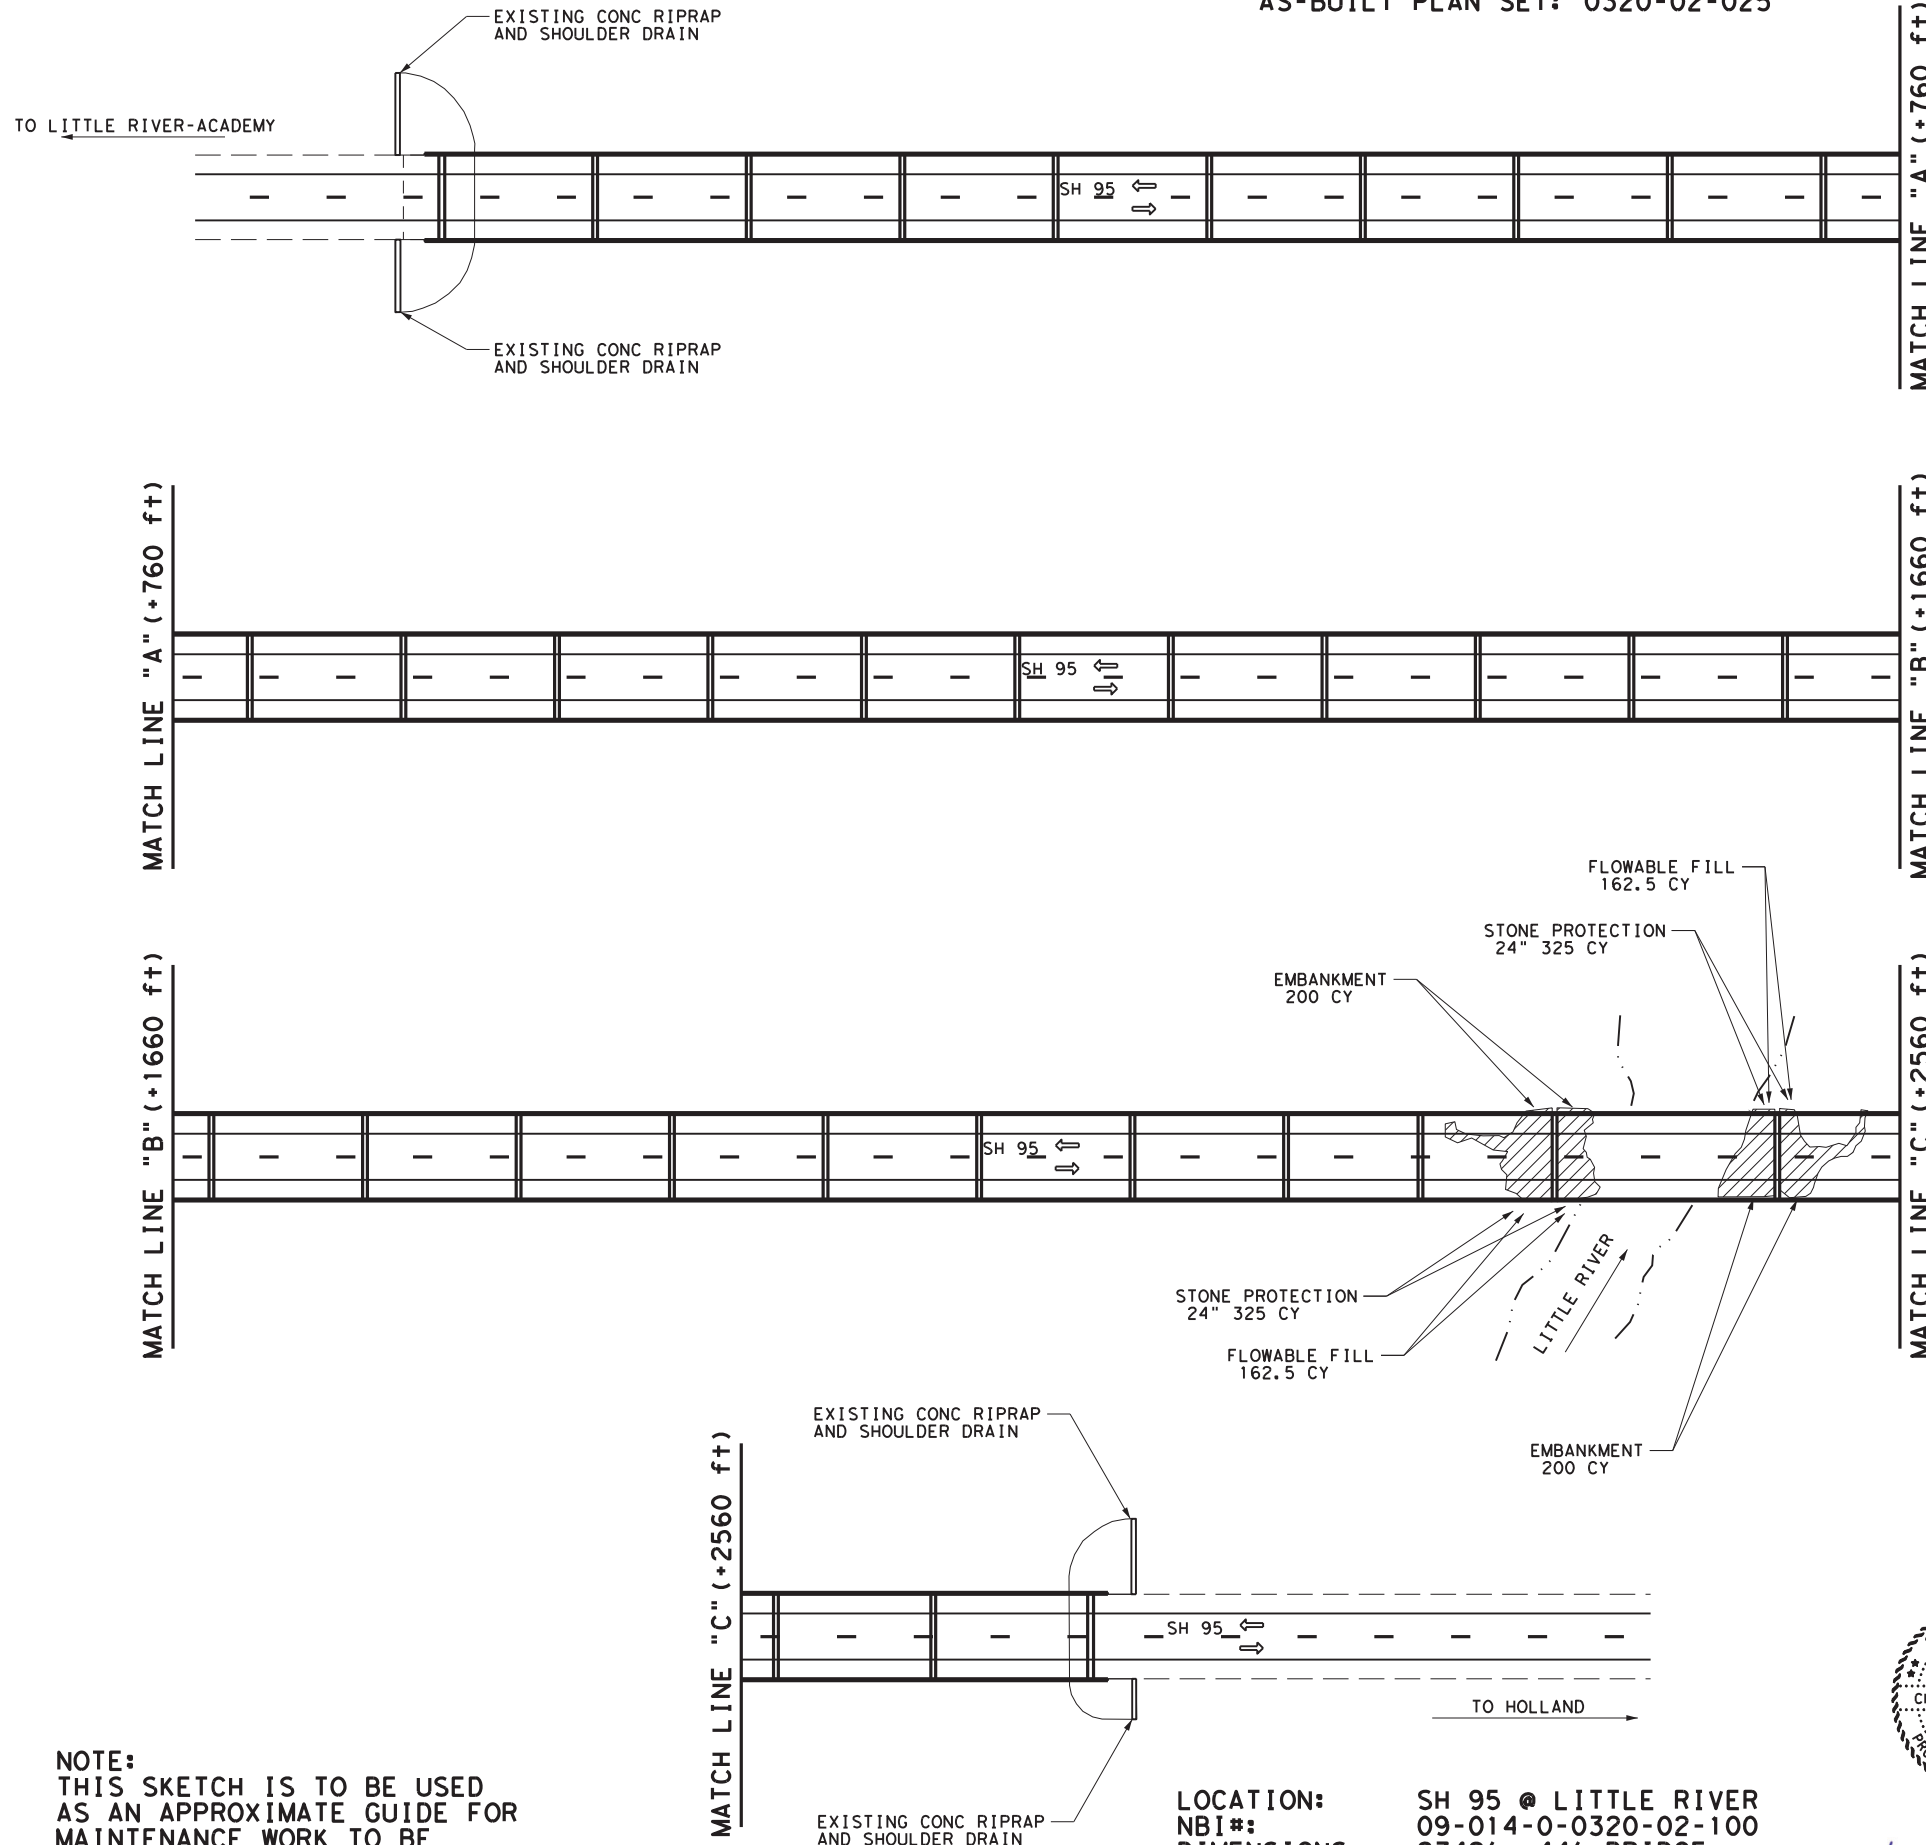 AS-BUILT PLAN SET: 0320-02-025
EXISTING CONC RIPRAP
AND SHOULDER DRAIN
TO LITTLE RIVER-ACADEMY
SH 95
EXISTING CONC RIPRAP
AND SHOULDER DRAIN
MATCH LINE "A"(+760 ft)
MATCH LINE "A"(+760 ft)
SH 95
MATCH LINE "B"(+1660 ft)
FLOWABLE FILL
162.5 CY
STONE PROTECTION
24" 325 CY
EMBANKMENT
200 CY
MATCH LINE "B"(+1660 ft)
SH 95
MATCH LINE "C"(+2560 ft)
STONE PROTECTION
24" 325 CY
LITTLE RIVER
FLOWABLE FILL
162.5 CY
EMBANKMENT
200 CY
EXISTING CONC RIPRAP
AND SHOULDER DRAIN
MATCH LINE "C"(+2560 ft)
SH 95
TO HOLLAND
EXISTING CONC RIPRAP
AND SHOULDER DRAIN
NOTE:
THIS SKETCH IS TO BE USED
AS AN APPROXIMATE GUIDE FOR
MAINTENANCE WORK TO BE
LOCATION: SH 95 @ LITTLE RIVER
NBI#: 09-014-0-0320-02-100